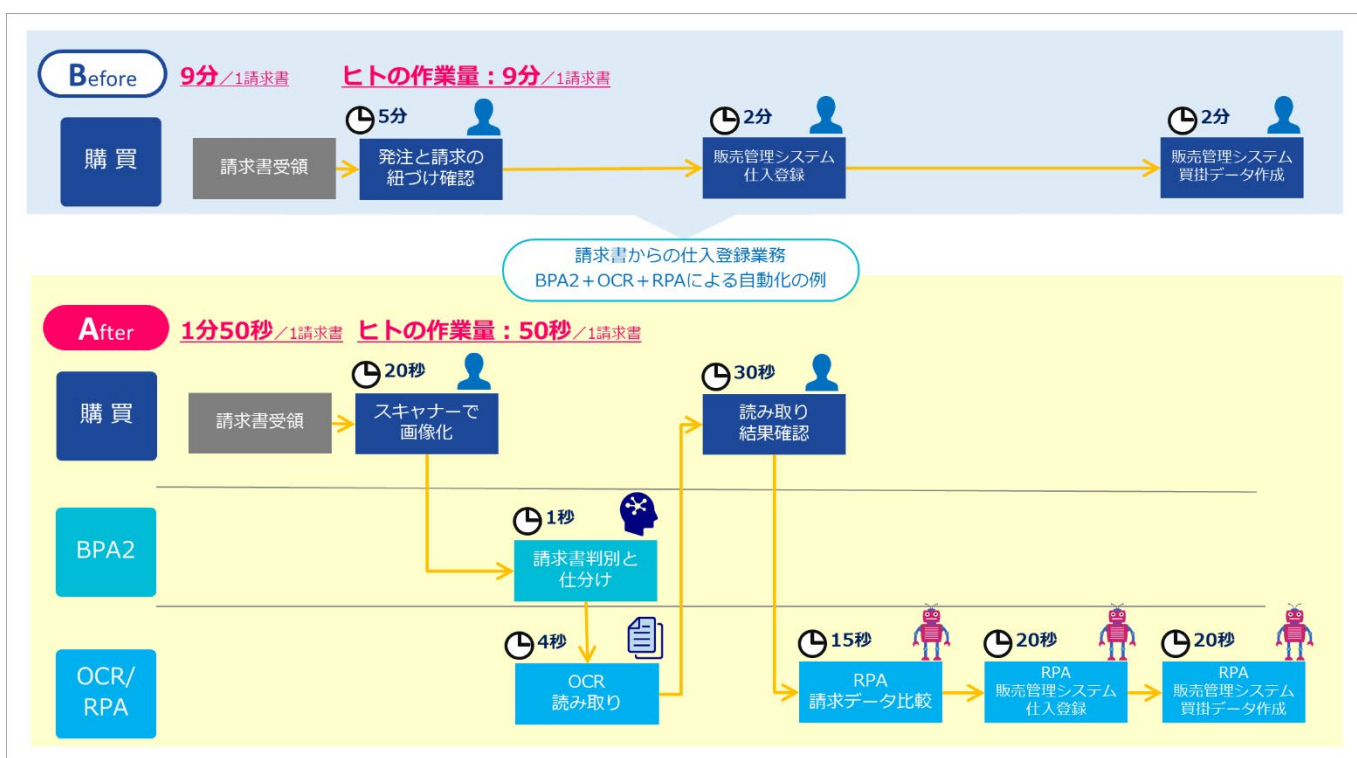 Before
9分／1請求書
ヒトの作業量：9分／1請求書
購 買
請求書受領
5分
発注と請求の
紐づけ確認
2分
販売管理システム
仕入登録
2分
販売管理システム
買掛データ作成
請求書からの仕入登録業務
BPA2＋OCR＋RPAによる自動化の例
After
1分50秒／1請求書
ヒトの作業量：50秒／1請求書
購 買
請求書受領
20秒
スキャナーで
画像化
30秒
読み取り
結果確認
BPA2
1秒
請求書判別と
仕分け
OCR/
RPA
4秒
OCR
読み取り
15秒
RPA
請求データ比較
20秒
RPA
販売管理システム
仕入登録
20秒
RPA
販売管理システム
買掛データ作成